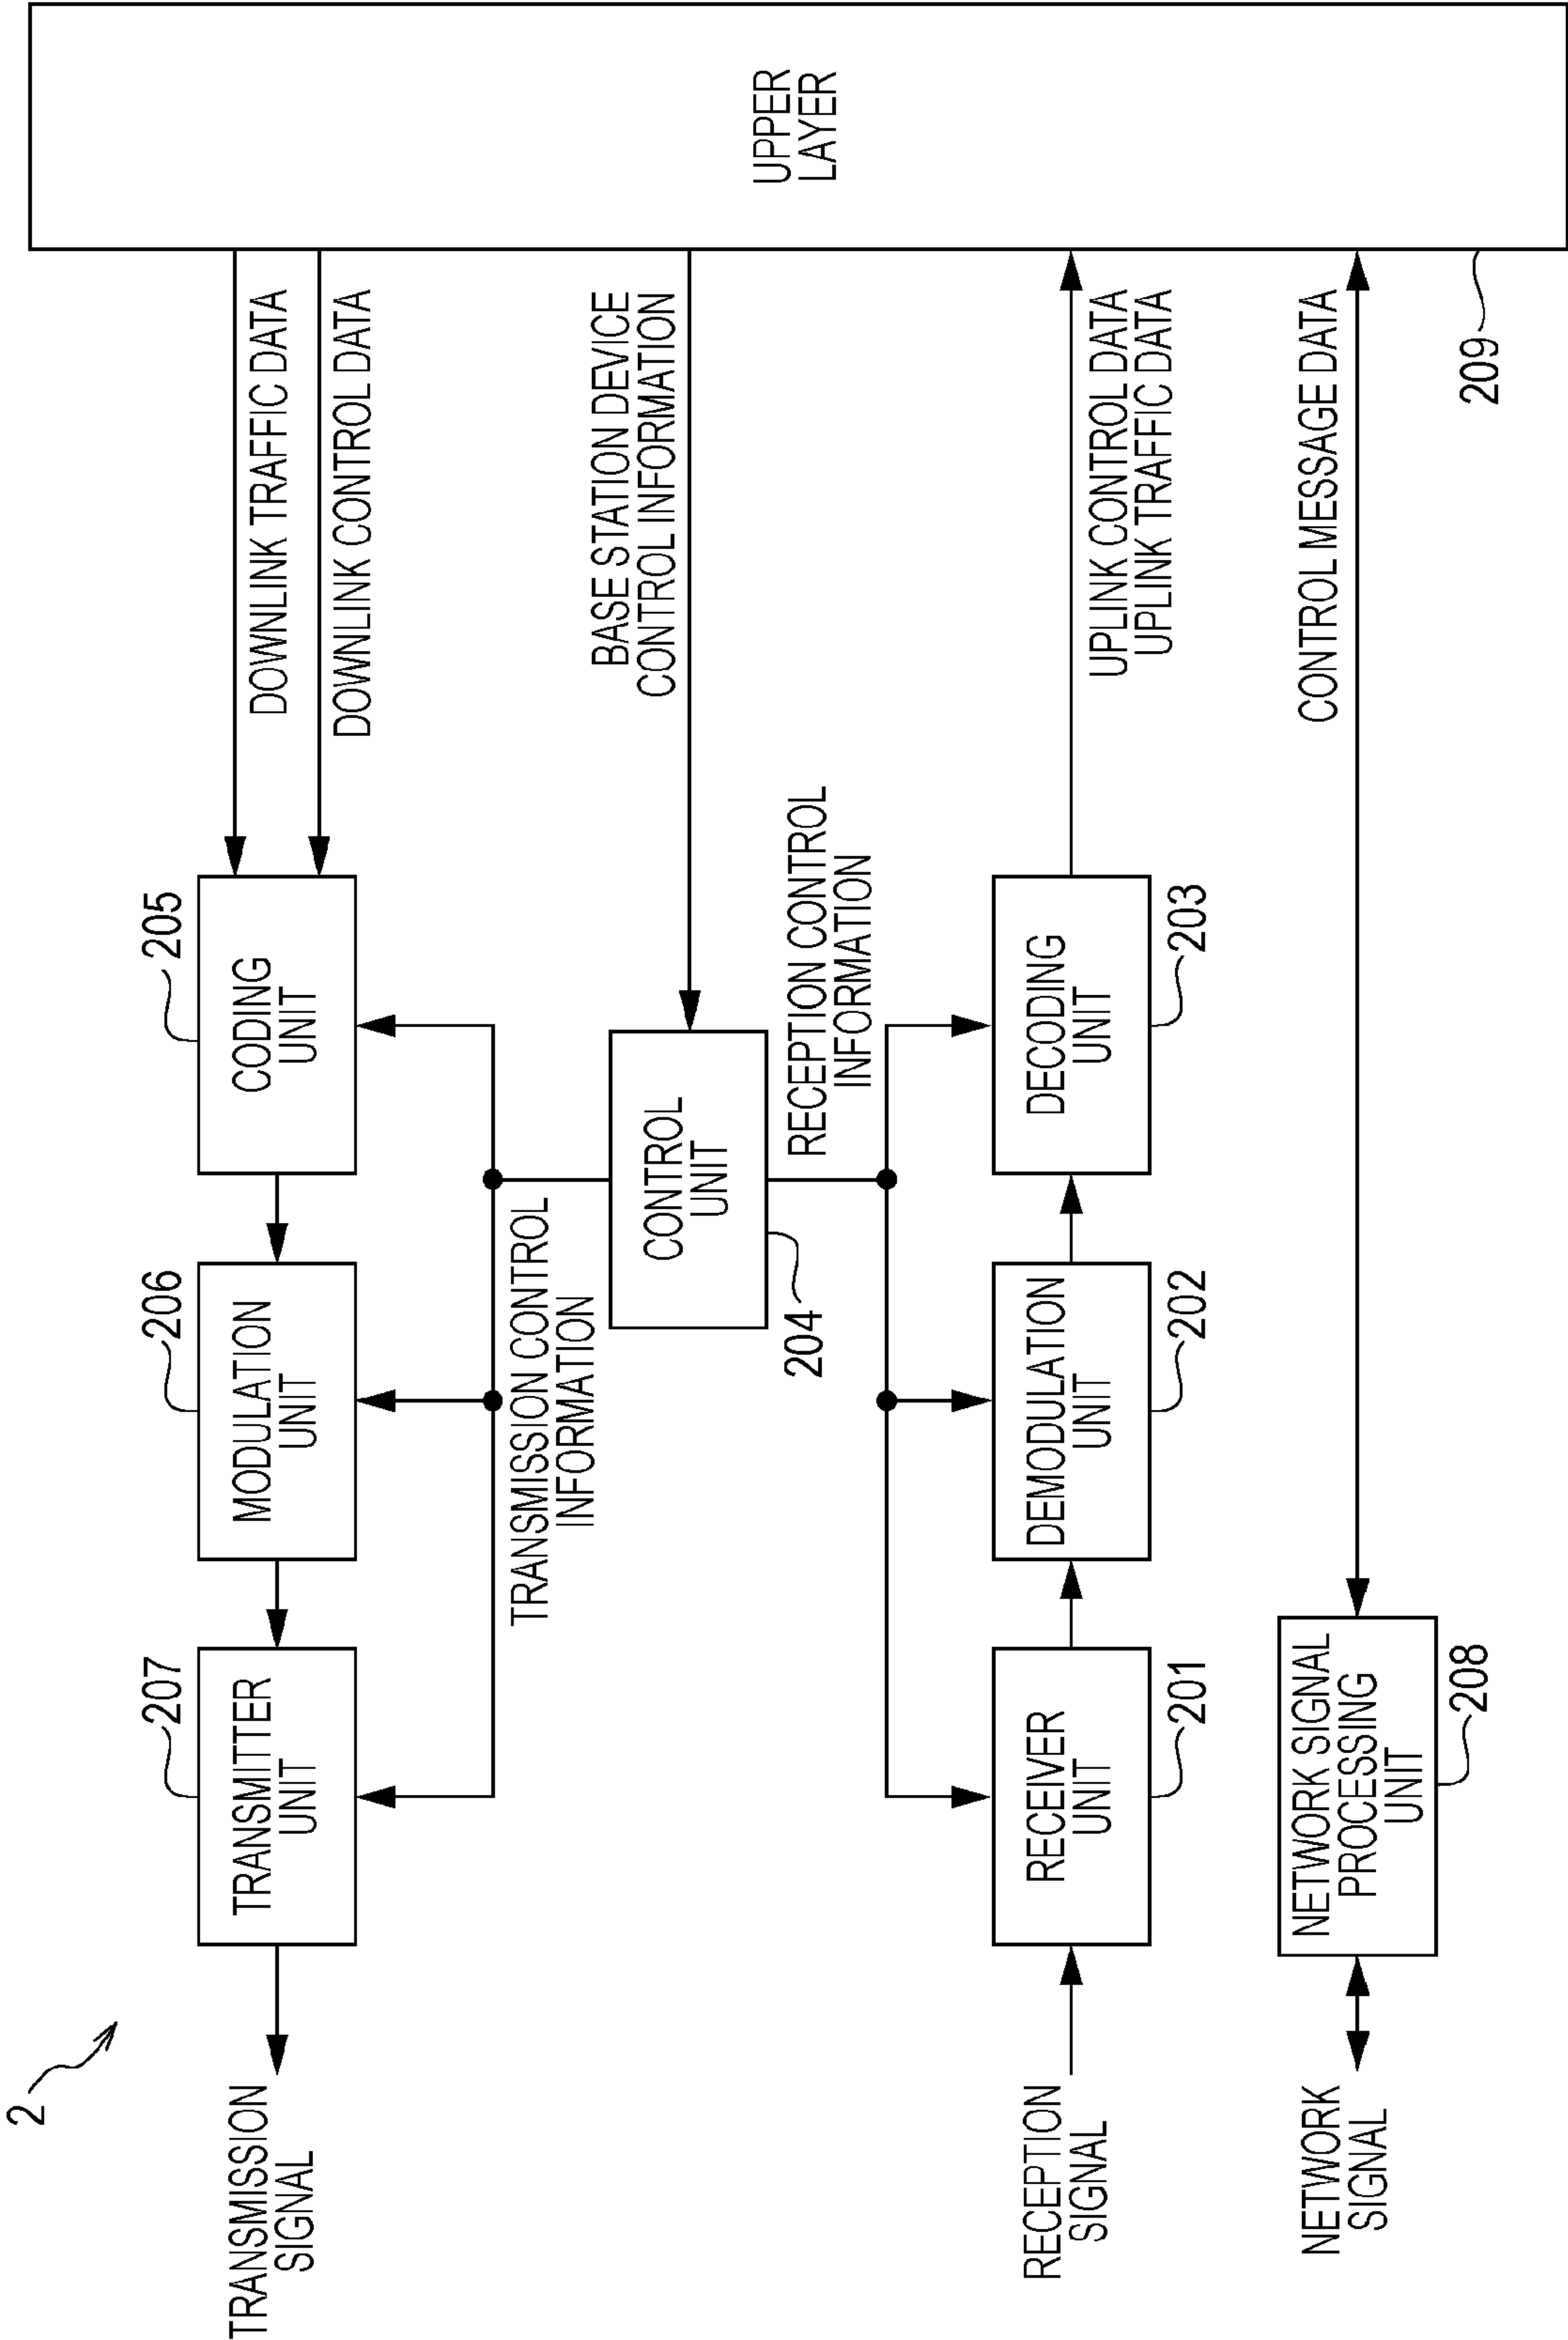 2
TRANSMISSION
SIGNAL
207
TRANSMITTER
UNIT
206
MODULATION
UNIT
205
CODING
UNIT
DOWNLINK TRAFFIC DATA
DOWNLINK CONTROL DATA
TRANSMISSION CONTROL
INFORMATION
204
CONTROL
UNIT
BASE STATION DEVICE
CONTROL INFORMATION
RECEPTION CONTROL
INFORMATION
RECEPTION
SIGNAL
RECEIVER
UNIT
201
DEMODULATION
UNIT
202
DECODING
UNIT
203
UPLINK CONTROL DATA
UPLINK TRAFFIC DATA
NETWORK
SIGNAL
NETWORK SIGNAL
PROCESSING
UNIT
208
CONTROL MESSAGE DATA
UPPER
LAYER
209